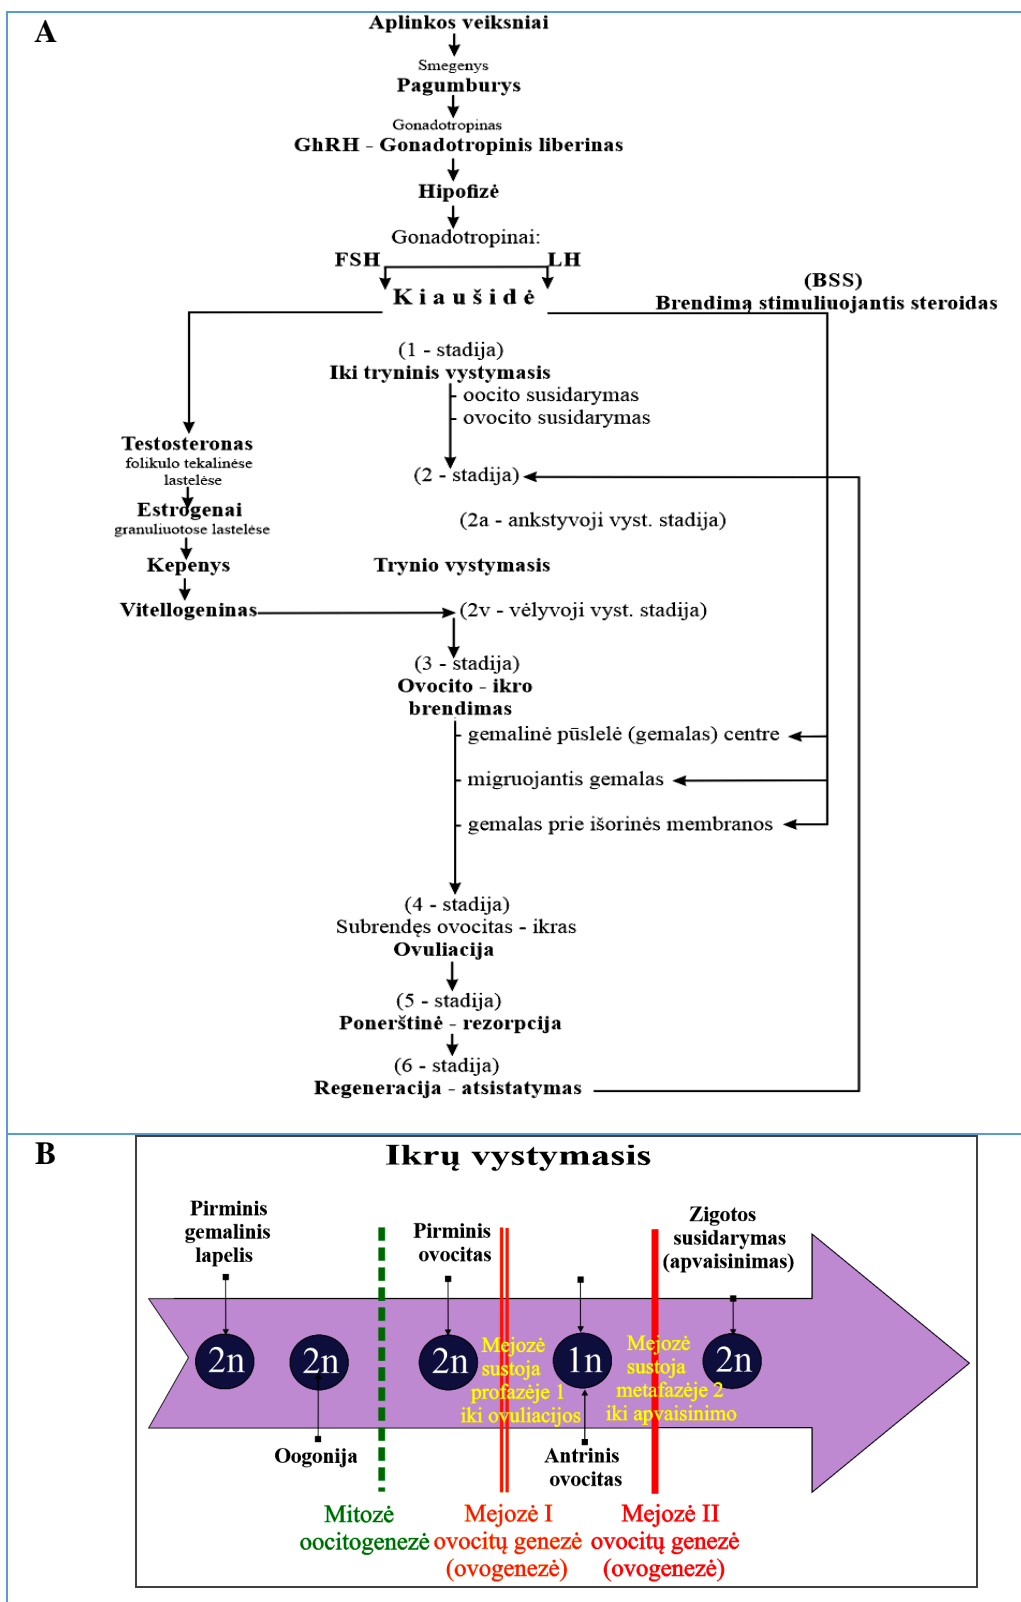 A
Aplinkos veiksniai
Smegenys
Pagumburys
Gonadotropinas
GhRH - Gonadotropinis liberinas
Hipofizė
Gonadotropinai:
FSH LH
Kiaušidė
(BSS)
Brendimą stimuliuojantis steroidas
(1 - stadija)
Iki tryninis vystymasis
- oocito susidarymas
- ovocito susidarymas
Testosteronas
folikulo tekalinėse
lastelėse
(2 - stadija)
Estrogenai
granuliuotose lastelėse
(2a - ankstyvoji vyst. stadija)
Kepenys
Trynio vystymasis
Vitellogeninas
(2v - vėlyvoji vyst. stadija)
(3 - stadija)
Ovocito - ikro
brendimas
- gemalinė pūslelė (gemalas) centre
- migruojantis gemalas
- gemalas prie išorinės membranos
(4 - stadija)
Subrendęs ovocitas - ikras
Ovuliacija
(5 - stadija)
Ponerštinė - rezorpcija
(6 - stadija)
Regeneracija - atsistatymas
B
Ikrų vystymasis
Pirminis
gemalinis
lapelis
Pirminis
ovocitas
Zigotos
susidarymas
(apvaisinimas)
2n 2n 2n 1n 2n
Mejozė
sustoja
profazėje 1
iki ovuliacijos
Mejozė
sustoja
metafazėje 2
iki apvaisinimo
Oogonija
Antrinis
ovocitas
Mitozė
oocitogenezė
Mejozė I
ovocitų genezė
(ovogenezė)
Mejozė II
ovocitų genezė
(ovogenezė)